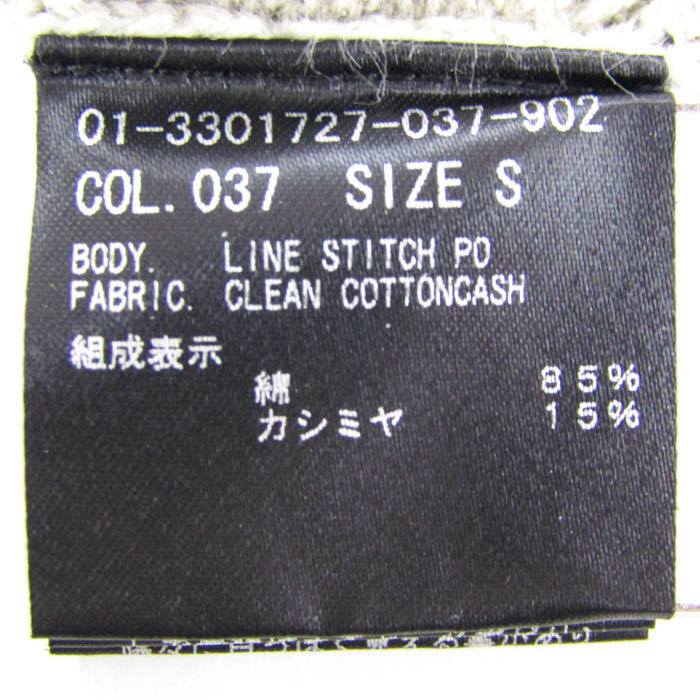 01-3301727-037-902
COL. 037 SIZE S
BODY. LINE STITCH PO
FABRIC. CLEAN COTTONCASH
組成表示
綿 85%
カシミヤ 15%